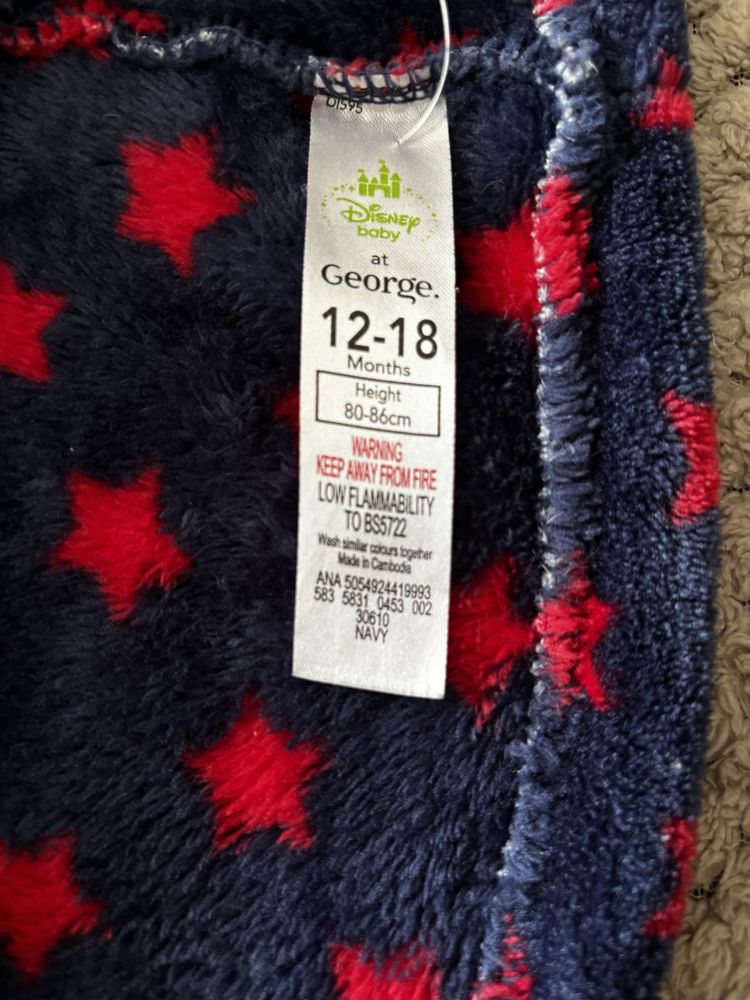 D1595
Disney
baby
at
George.
12-18
Months
Height
80-86cm
WARNING
KEEP AWAY FROM FIRE
LOW FLAMMABILITY
TO BS5722
Wash similar colours together
Made in Cambodia
ANA 5054924419993
583 5831 0453 002
30610
NAVY